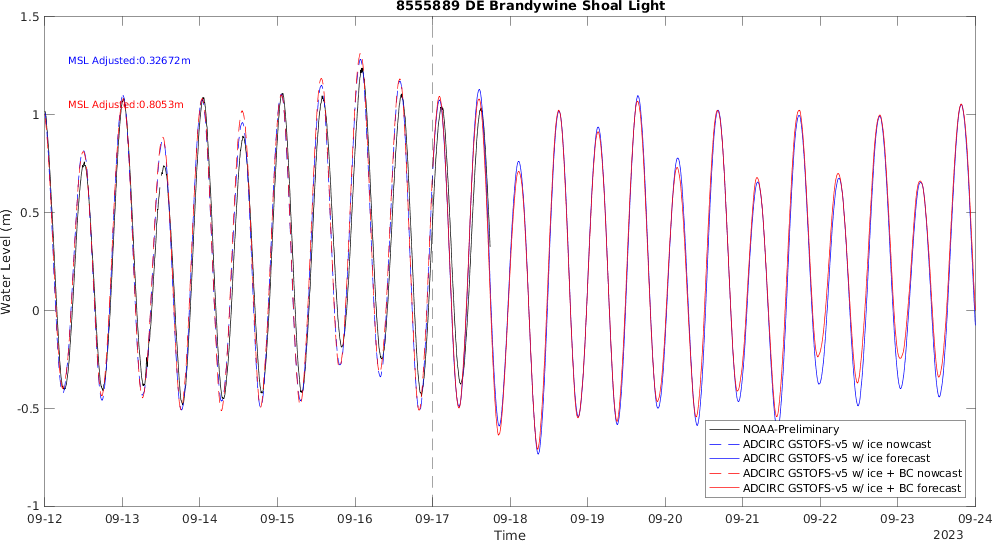 8555889 DE Brandywine Shoal Light
MSL Adjusted:0.32672m
MSL Adjusted:0.8053m
Water Level (m)
1.5
1
0.5
0
-0.5
-1
NOAA-Preliminary
ADCIRC GSTOFS-v5 w/ ice nowcast
ADCIRC GSTOFS-v5 w/ ice forecast
ADCIRC GSTOFS-v5 w/ ice + BC nowcast
ADCIRC GSTOFS-v5 w/ ice + BC forecast
09-12 09-13 09-14 09-15 09-16 09-17 09-18 09-19 09-20 09-21 09-22 09-23 09-24
Time
2023